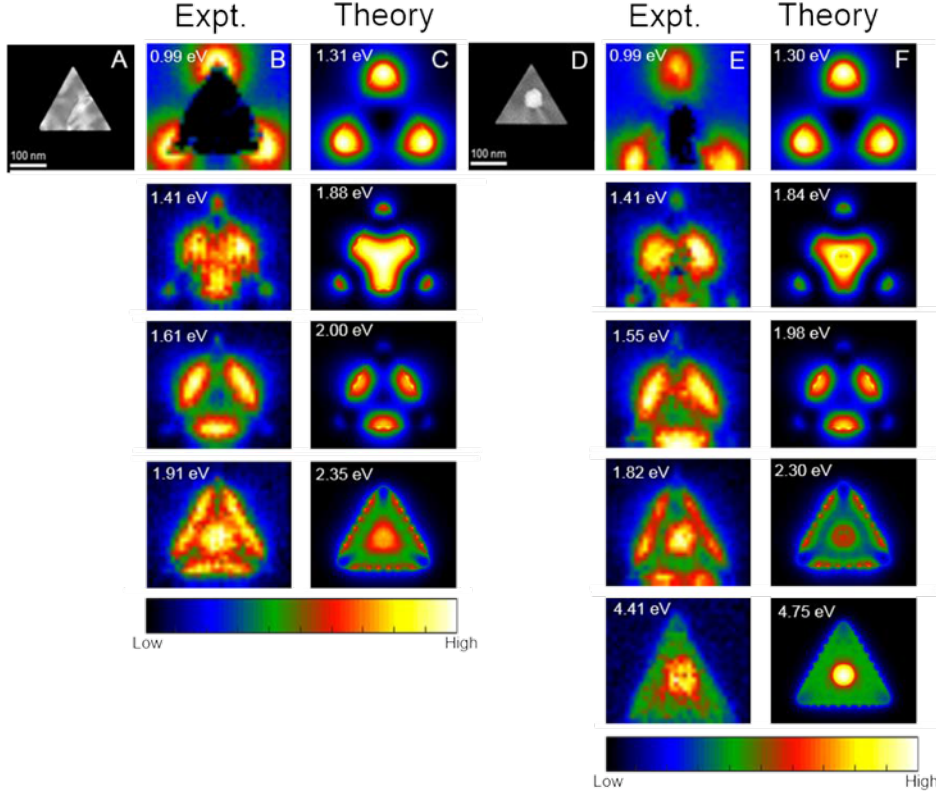 Expt. Theory Expt. Theory
A 0.99 eV B 1.31 eV C D 0.99 eV E 1.30 eV F
100 nm 100 nm
1.41 eV 1.88 eV 1.41 eV 1.84 eV
1.61 eV 2.00 eV 1.55 eV 1.98 eV
1.91 eV 2.35 eV 1.82 eV 2.30 eV
4.41 eV 4.75 eV
Low High
Low High